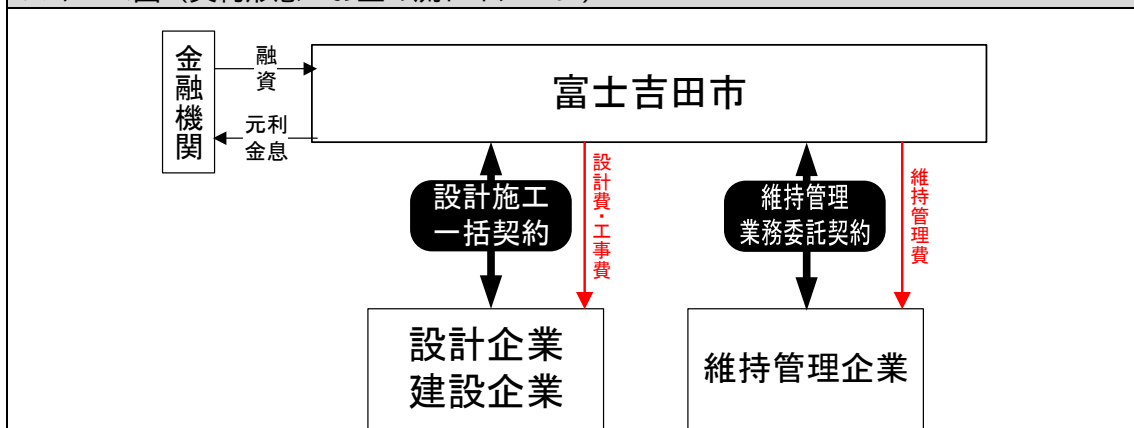 金融機関
融資
元利
金息
富士吉田市
設計施工
一括契約
設計費・工事費
維持管理
業務委託契約
維持管理費
設計企業
建設企業
維持管理企業